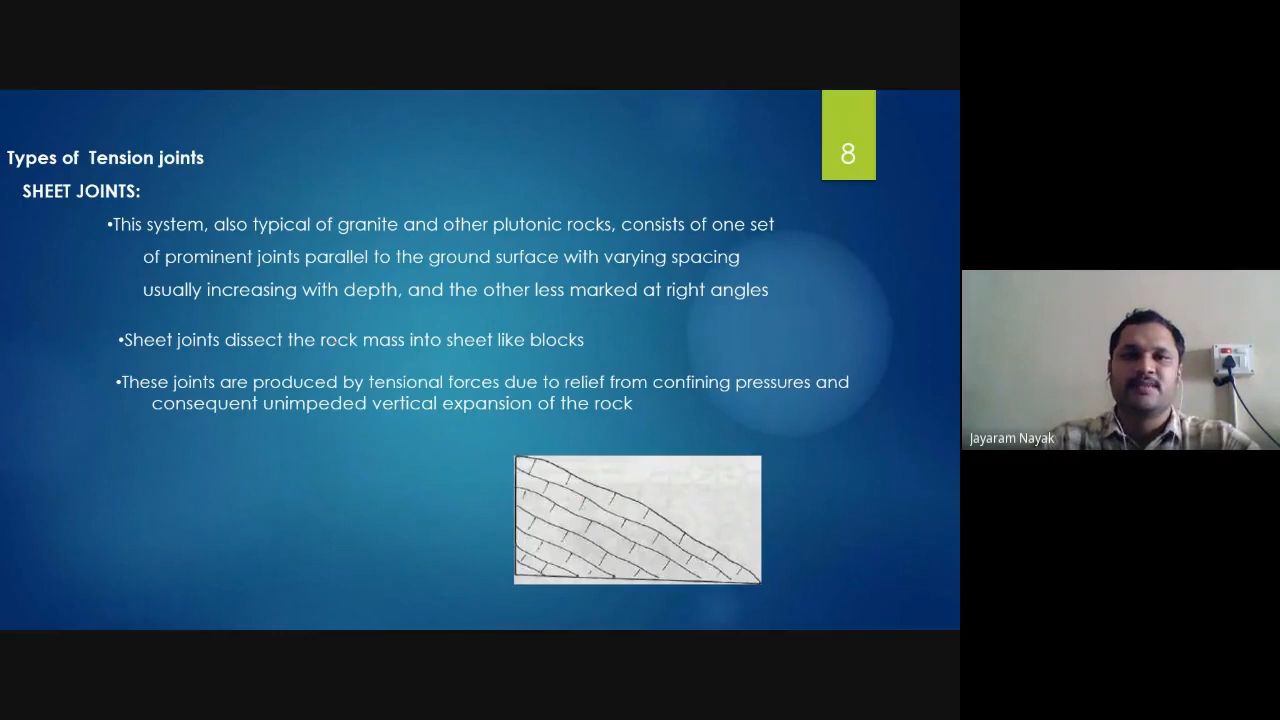 8
Types of Tension joints
SHEET JOINTS:
•This system, also typical of granite and other plutonic rocks, consists of one set
of prominent joints parallel to the ground surface with varying spacing
usually increasing with depth, and the other less marked at right angles
•Sheet joints dissect the rock mass into sheet like blocks
•These joints are produced by tensional forces due to relief from confining pressures and
consequent unimpeded vertical expansion of the rock
Jayaram Nayak